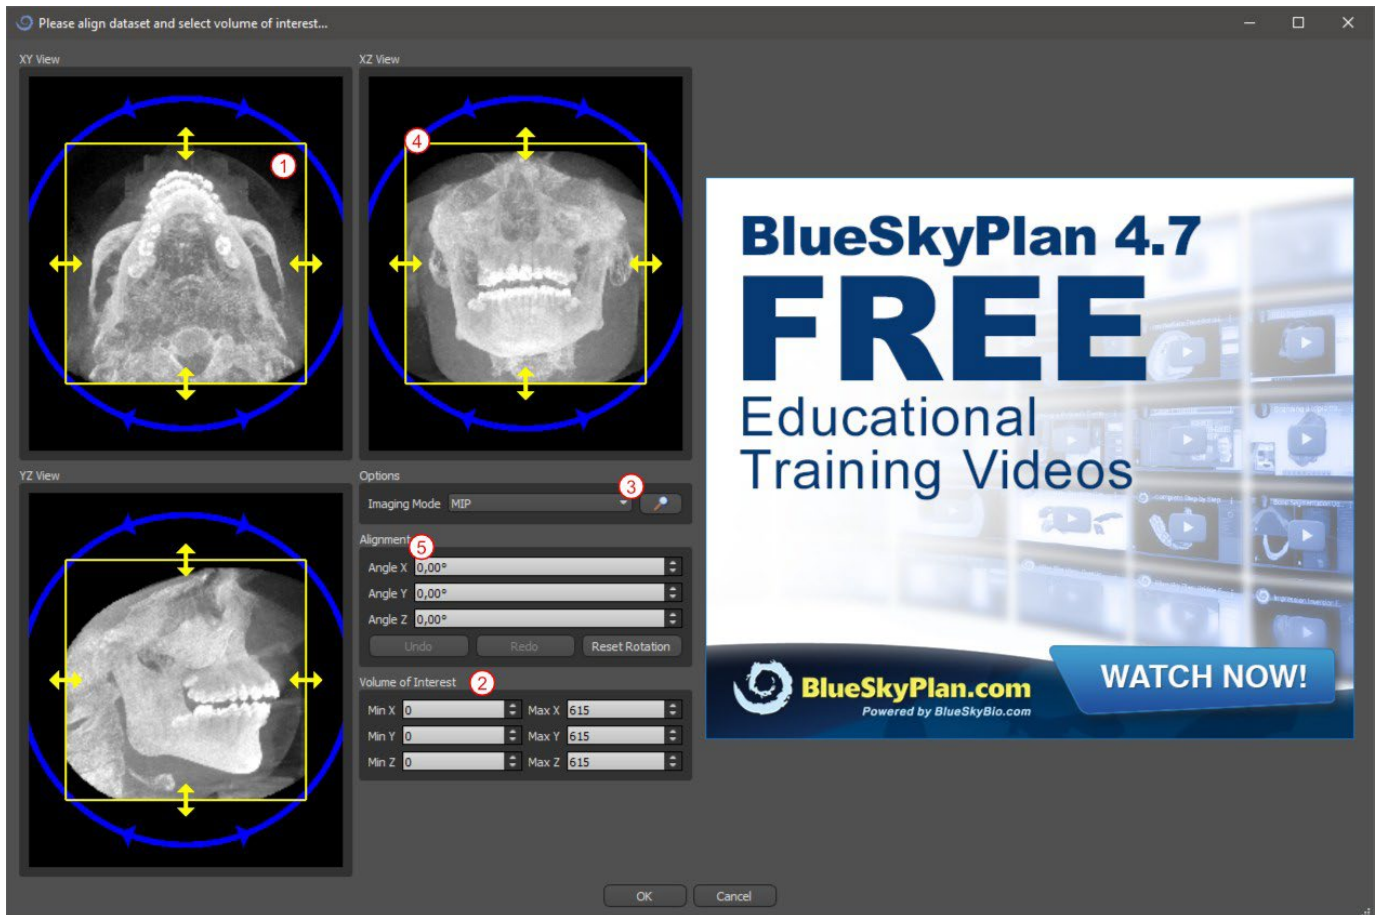 Please align dataset and select volume of interest...
XY View
XZ View
1
4
YZ View
Options
3
Imaging Mode MIP
Alignment
5
Angle X 0,00°
Angle Y 0,00°
Angle Z 0,00°
Undo Redo Reset Rotation
Volume of Interest 2
Min X 0 Max X 615
Min Y 0 Max Y 615
Min Z 0 Max Z 615
BlueSkyPlan 4.7
FREE
Educational
Training Videos
WATCH NOW!
BlueSkyPlan.com
Powered by BlueSkyBio.com
OK Cancel